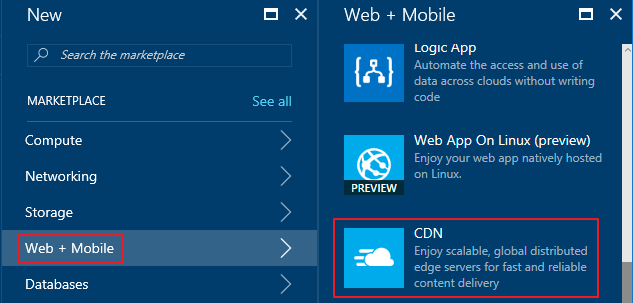 New
Search the marketplace
MARKETPLACE
See all
Compute
Networking
Storage
Web + Mobile
Databases
Web + Mobile
Logic App
Automate the access and use of
data across clouds without writing
code
Web App On Linux (preview)
Enjoy your web app natively hosted
on Linux.
PREVIEW
CDN
Enjoy scalable, global distributed
edge servers for fast and reliable
content delivery